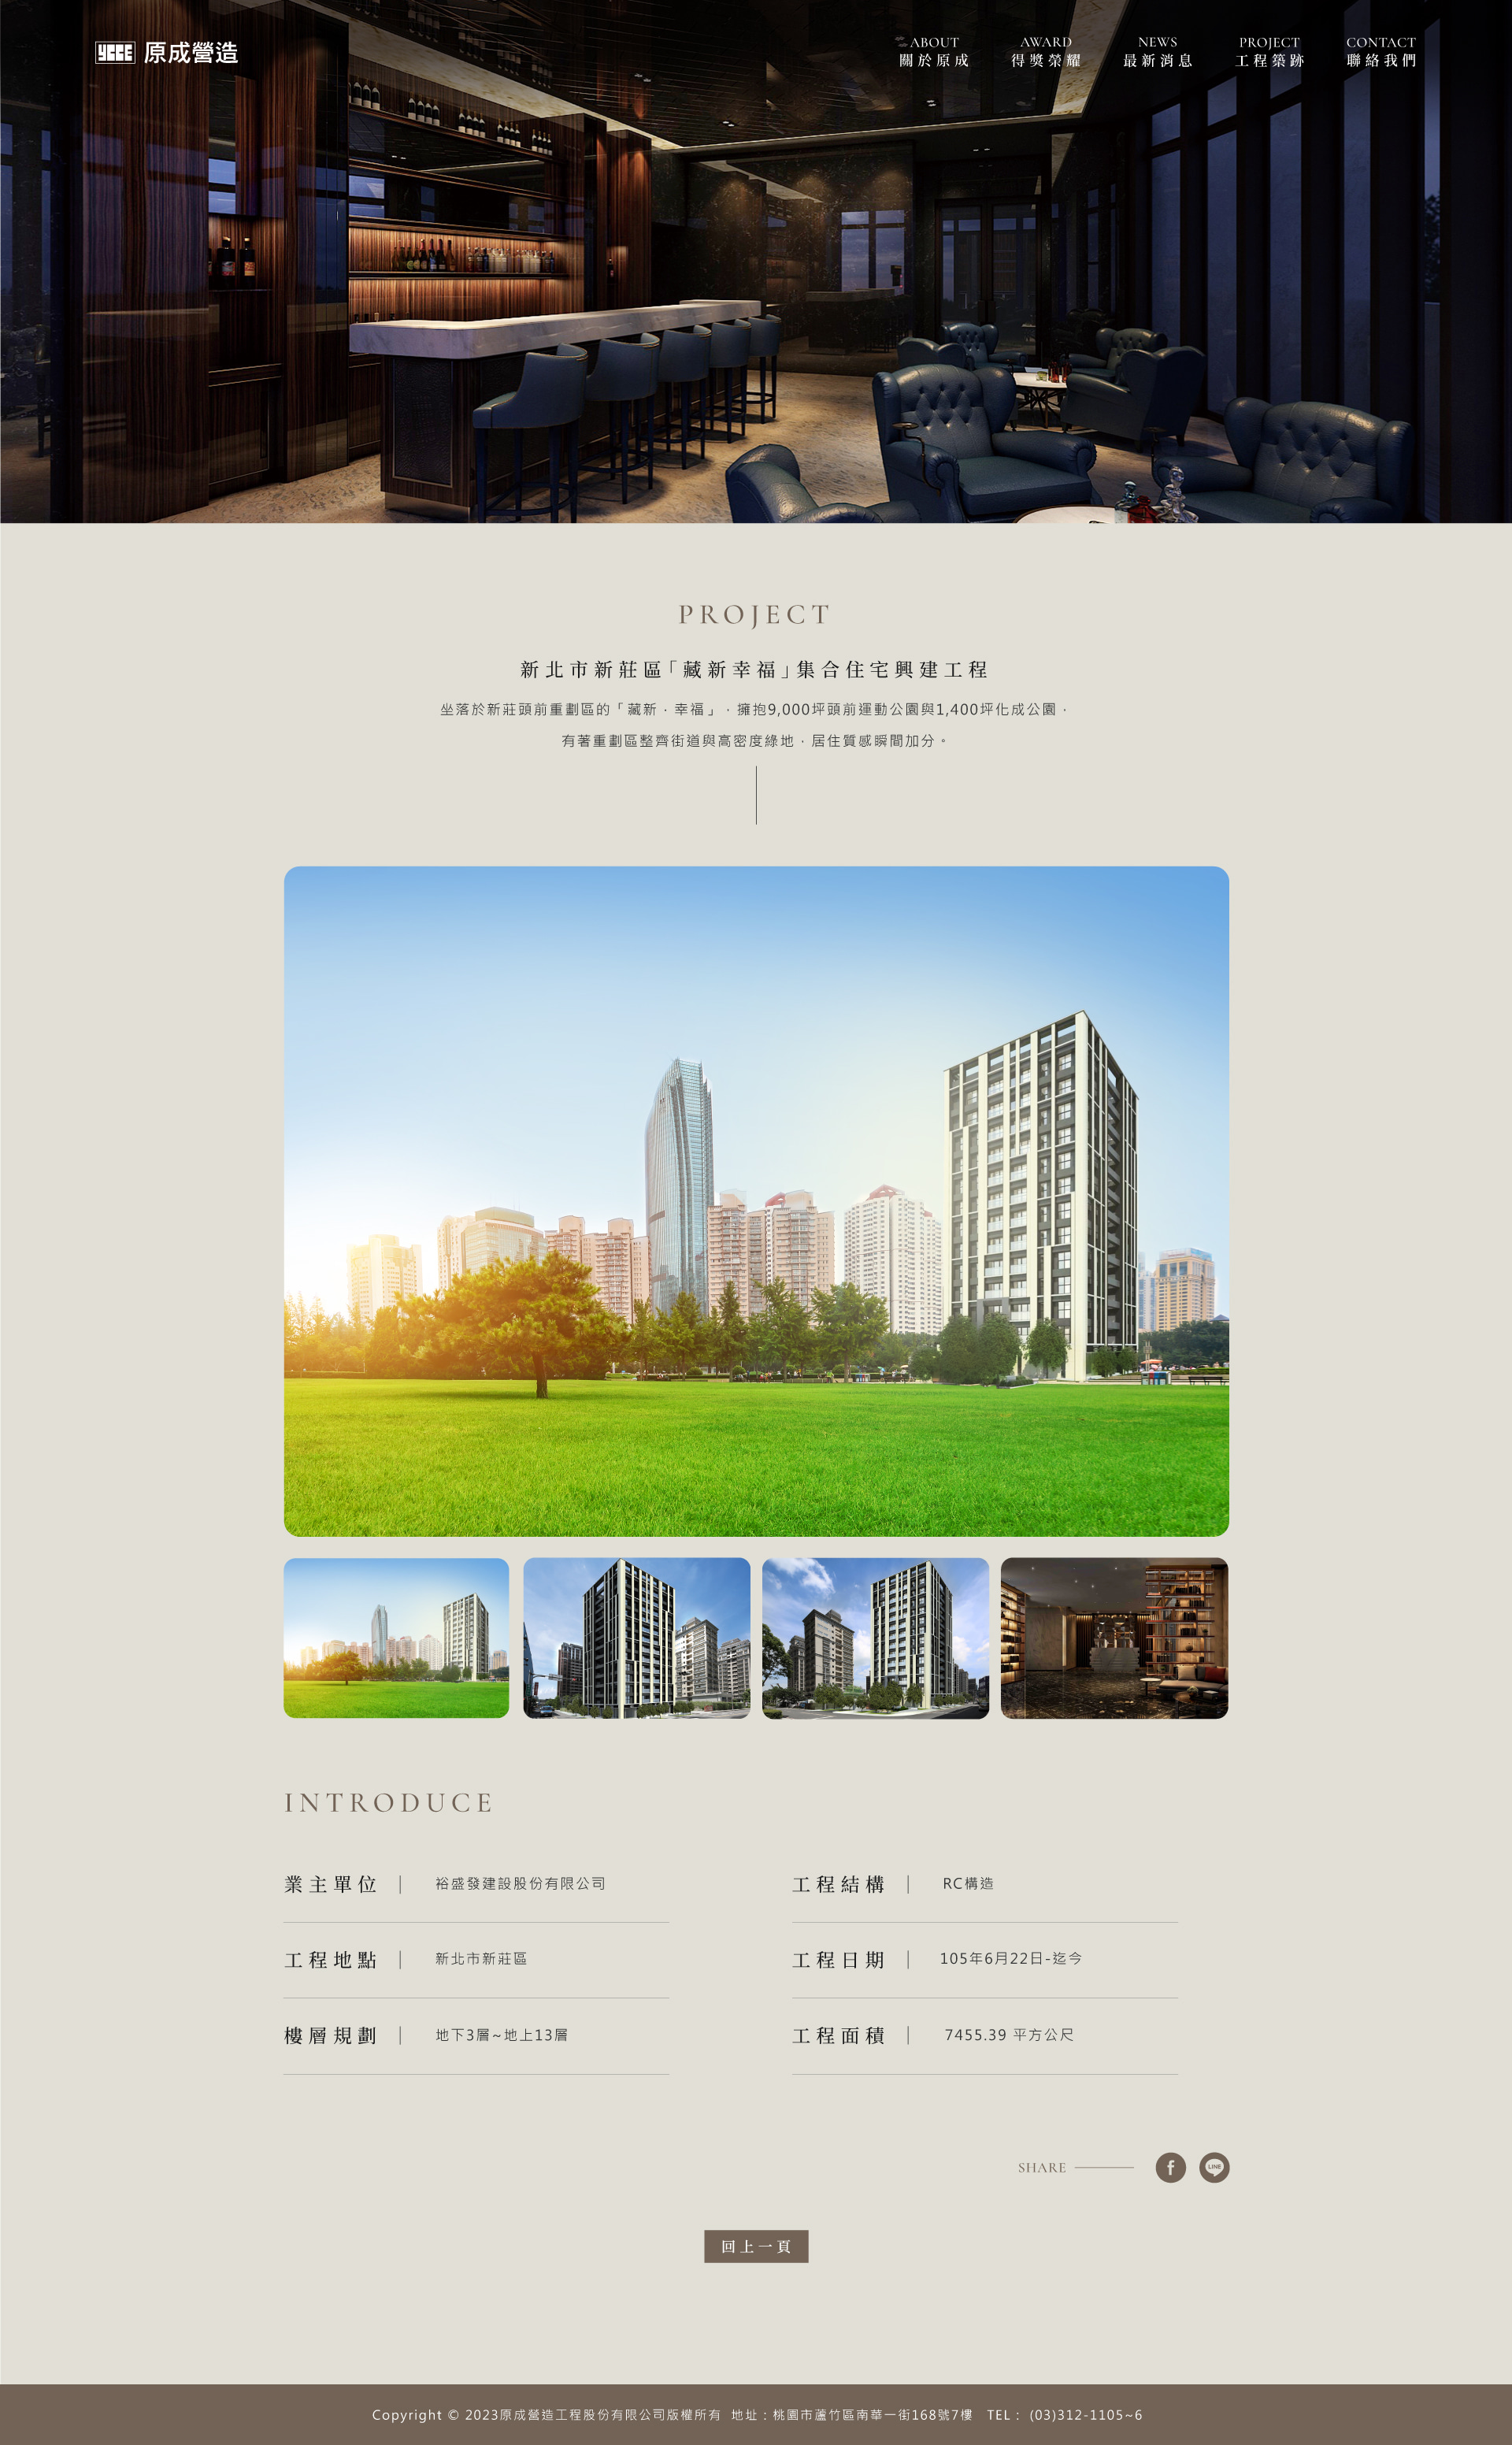 YCCE 原成營造
ABOUT AWARD NEWS PROJECT CONTACT
關於原成 得獎榮耀 最新消息 工程築跡 聯絡我們
PROJECT
新北市新莊區「藏新幸福」集合住宅興建工程
坐落於新莊頭前重劃區的「藏新．幸福」，擁抱9,000坪頭前運動公園與1,400坪化成公園，
有著重劃區整齊街道與高密度綠地，居住質感瞬間加分。
INTRODUCE
業主單位｜裕盛發建設股份有限公司
工程結構｜RC構造
工程地點｜新北市新莊區
工程日期｜105年6月22日-迄今
樓層規劃｜地下3層~地上13層
工程面積｜7455.39 平方公尺
SHARE f LINE
回上一頁
Copyright © 2023原成營造工程股份有限公司版權所有 地址：桃園市蘆竹區南華一街168號7樓 TEL： (03)312-1105~6